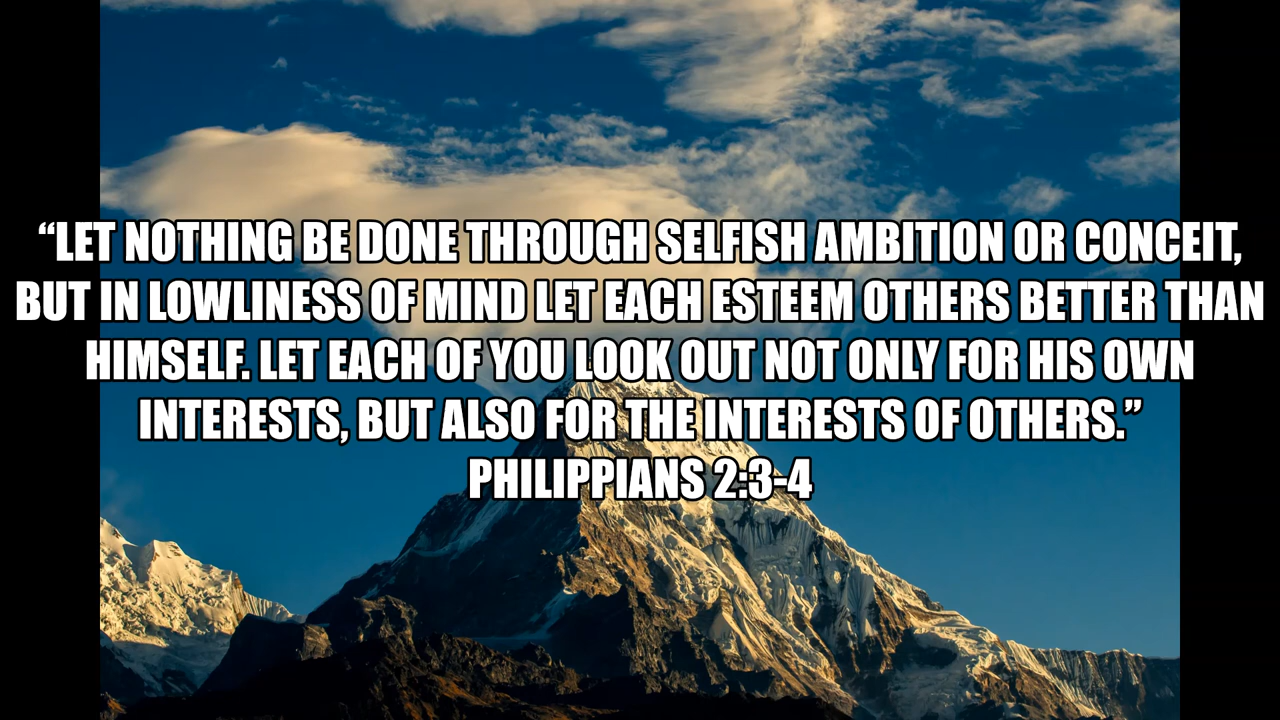 “LET NOTHING BE DONE THROUGH SELFISH AMBITION OR CONCEIT,
BUT IN LOWLINESS OF MIND LET EACH ESTEEM OTHERS BETTER THAN
HIMSELF. LET EACH OF YOU LOOK OUT NOT ONLY FOR HIS OWN
INTERESTS, BUT ALSO FOR THE INTERESTS OF OTHERS.”
PHILIPPIANS 2:3-4